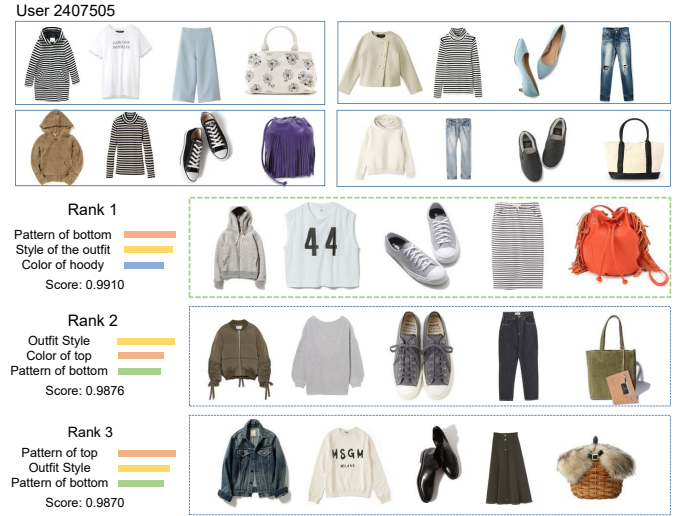 User 2407505
Rank 1
Pattern of bottom
Style of the outfit
Color of hoody
Score: 0.9910
44
Rank 2
Outfit Style
Color of top
Pattern of bottom
Score: 0.9876
Rank 3
Pattern of top
Outfit Style
Pattern of bottom
Score: 0.9870
MSGM
MILANO